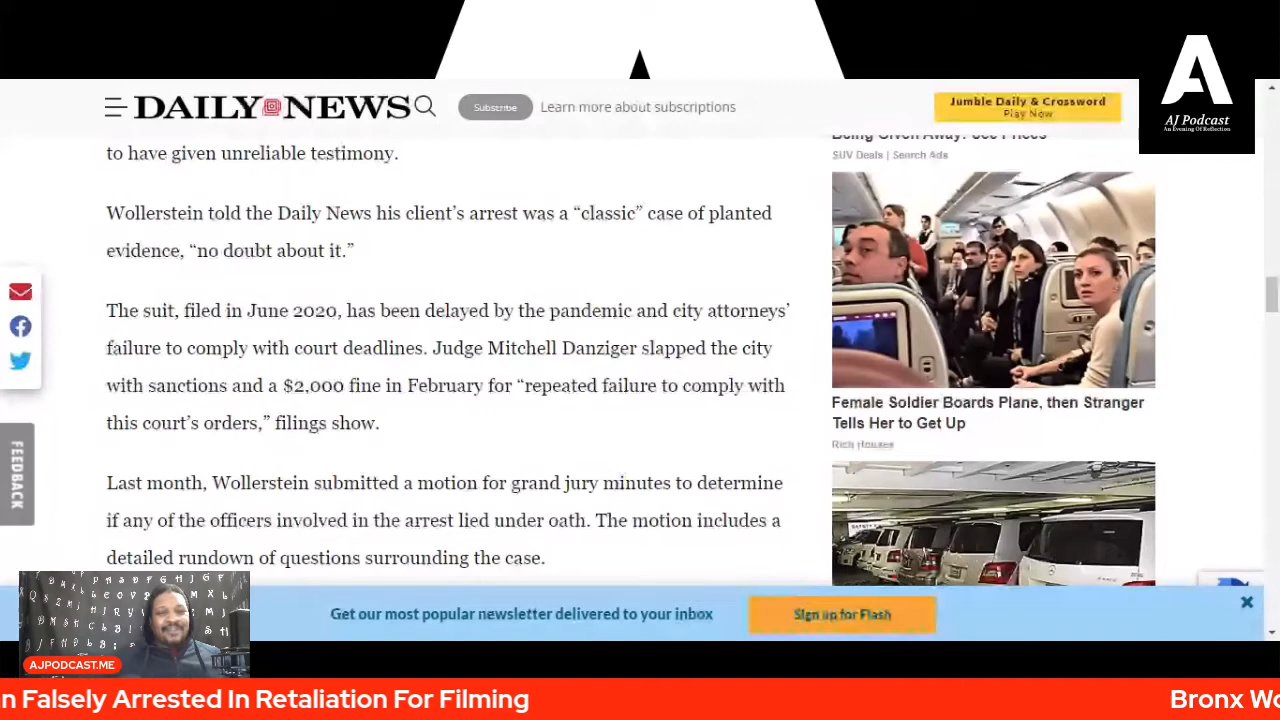 DAILY NEWS
Subscribe
Learn more about subscriptions
Jumble Daily & Crossword
Play Now
AJ Podcast
An Evening Of Reflection
to have given unreliable testimony.
Wollerstein told the Daily News his client's arrest was a “classic” case of planted
evidence, “no doubt about it.”
The suit, filed in June 2020, has been delayed by the pandemic and city attorneys'
failure to comply with court deadlines. Judge Mitchell Danziger slapped the city
with sanctions and a $2,000 fine in February for “repeated failure to comply with
this court's orders,” filings show.
Last month, Wollerstein submitted a motion for grand jury minutes to determine
if any of the officers involved in the arrest lied under oath. The motion includes a
detailed rundown of questions surrounding the case.
Being Given Away? See Prices
SUV Deals | Search Ads
Female Soldier Boards Plane, then Stranger
Tells Her to Get Up
Rich Houses
FEEDBACK
Get our most popular newsletter delivered to your inbox
Sign up for Flash
AJPODCAST.ME
n Falsely Arrested In Retaliation For Filming
Bronx Wo